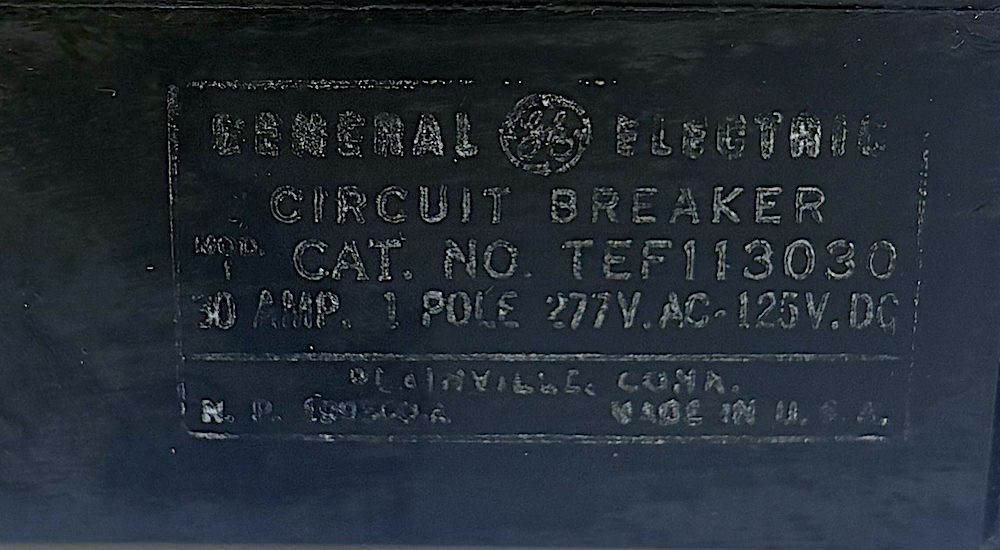 GENERAL GE ELECTRIC
CIRCUIT BREAKER
MOD. 1 CAT. NO. TEF113030
30 AMP. 1 POLE 277V.AC-125V.DC
PLAINVILLE, CONN.
N. P. MADE IN U.S.A.